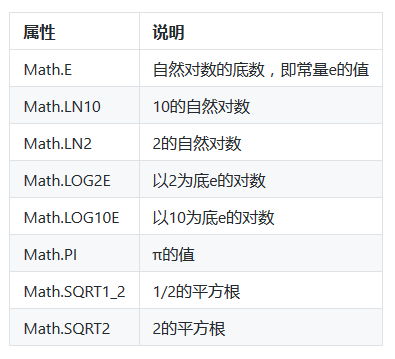 属性 说明
Math.E 自然对数的底数，即常量e的值
Math.LN10 10的自然对数
Math.LN2 2的自然对数
Math.LOG2E 以2为底e的对数
Math.LOG10E 以10为底e的对数
Math.PI π的值
Math.SQRT1_2 1/2的平方根
Math.SQRT2 2的平方根